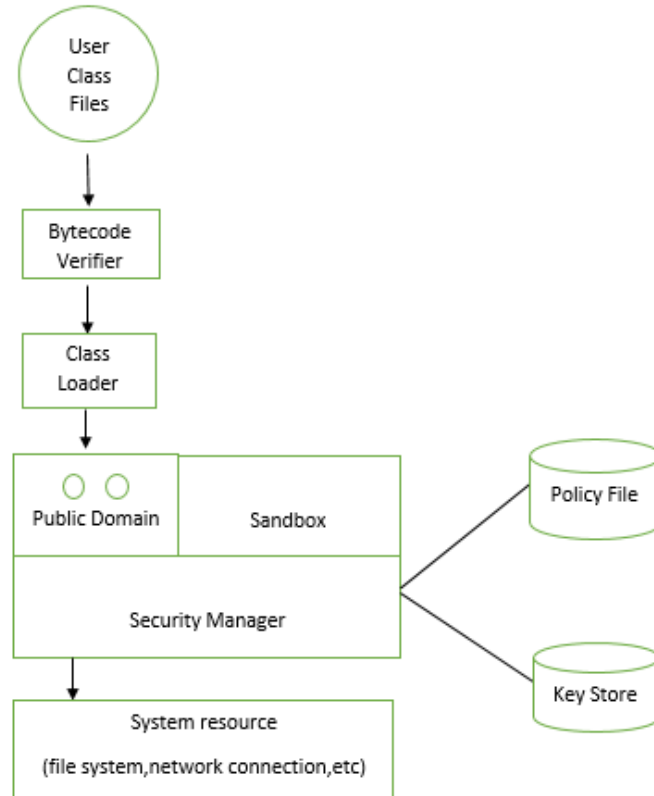 User
Class
Files
Bytecode
Verifier
Class
Loader
Public Domain
Sandbox
Policy File
Security Manager
Key Store
System resource
(file system,network connection,etc)